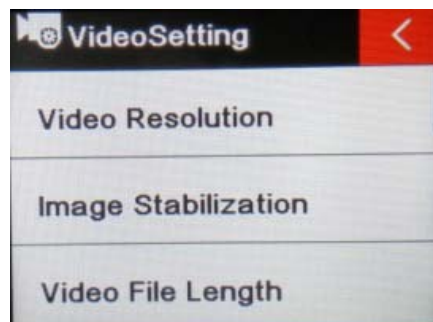 VideoSetting
Video Resolution
Image Stabilization
Video File Length